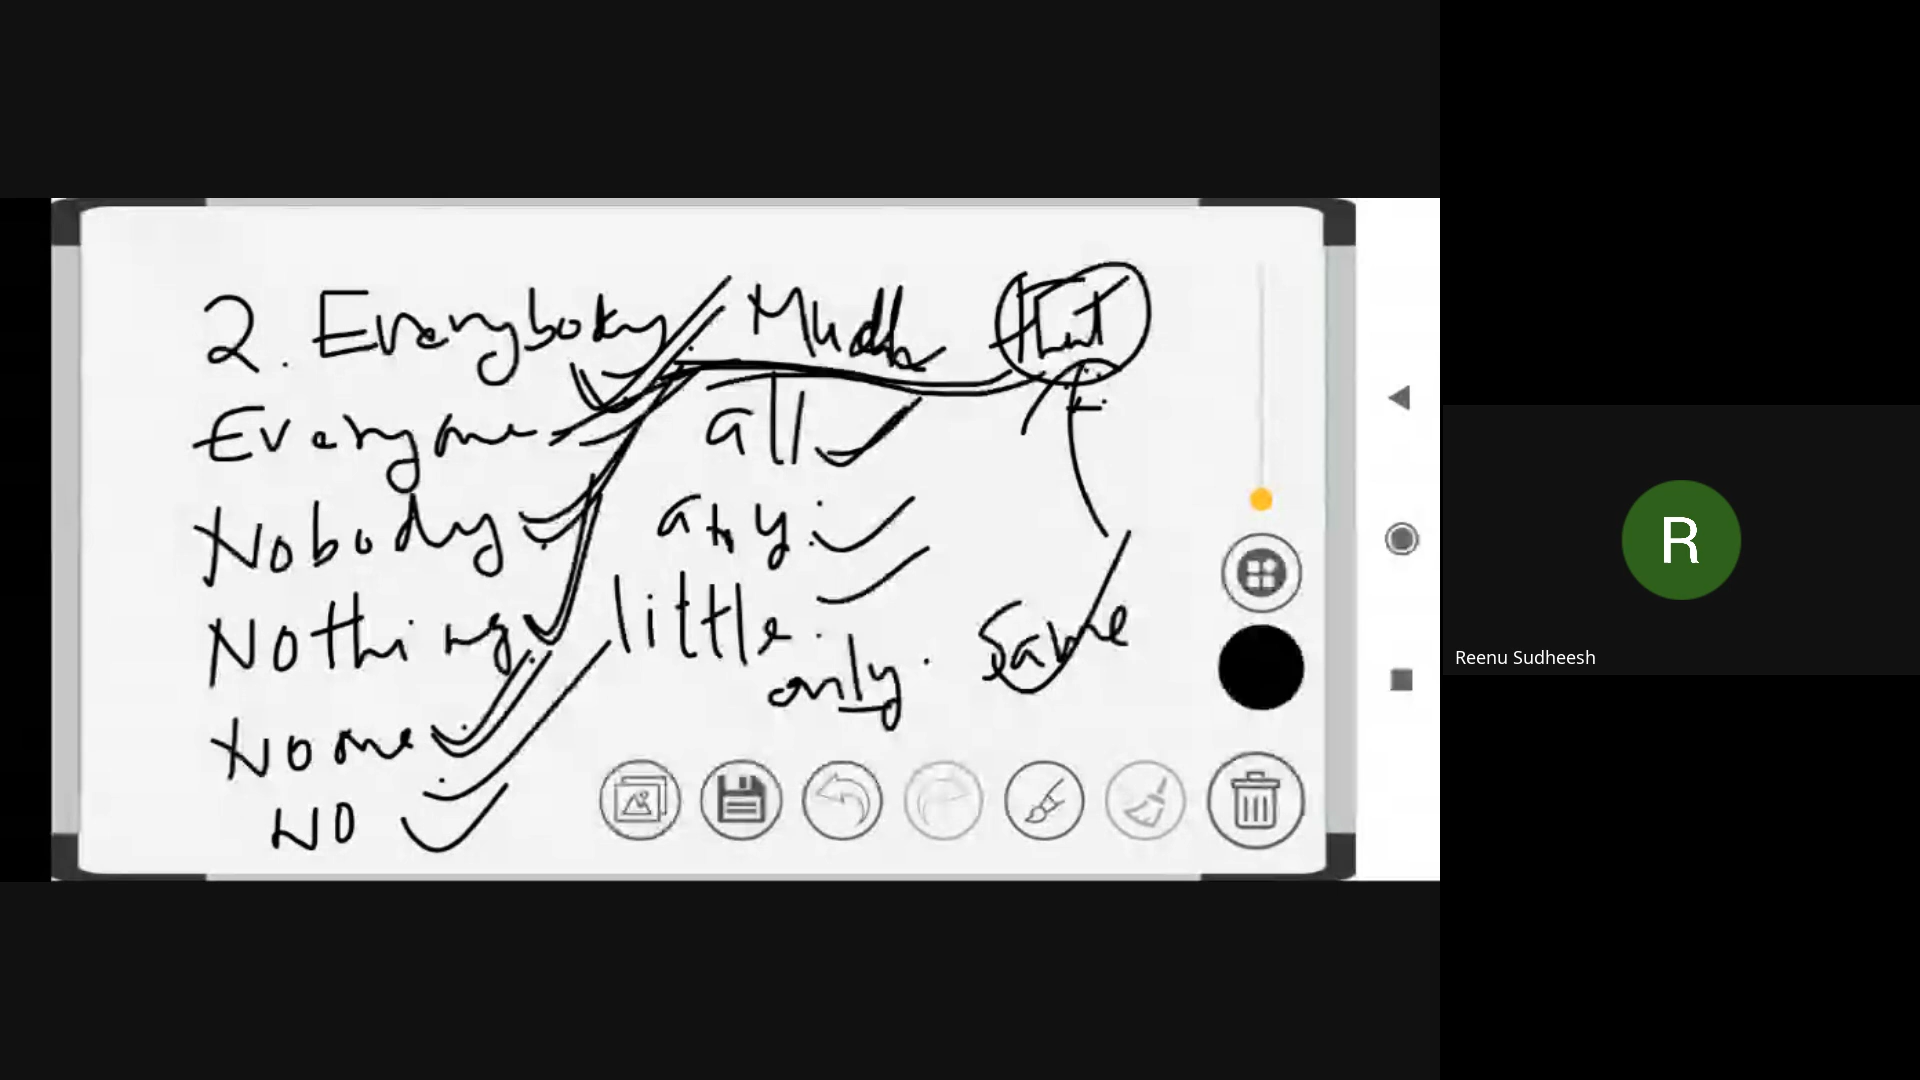 2. Everybody Much that
Everyone all
Nobody any
Nothing little
only. Same
None
NO
R
Reenu Sudheesh